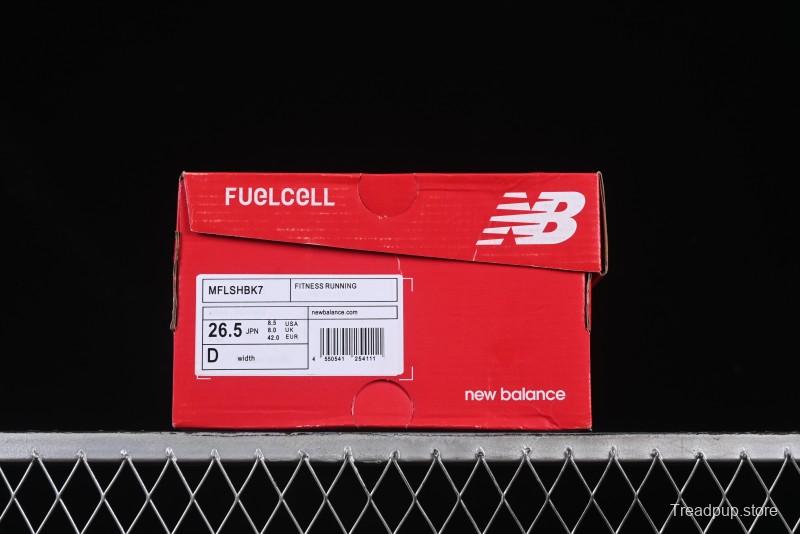 FUELCELL
NB
MFLSHBK7
FITNESS RUNNING
newbalance.com
26.5 JPN
8.5 USA
8.0 UK
42.0 EUR
D width
4 550541 254111
new balance
Treadpup.store